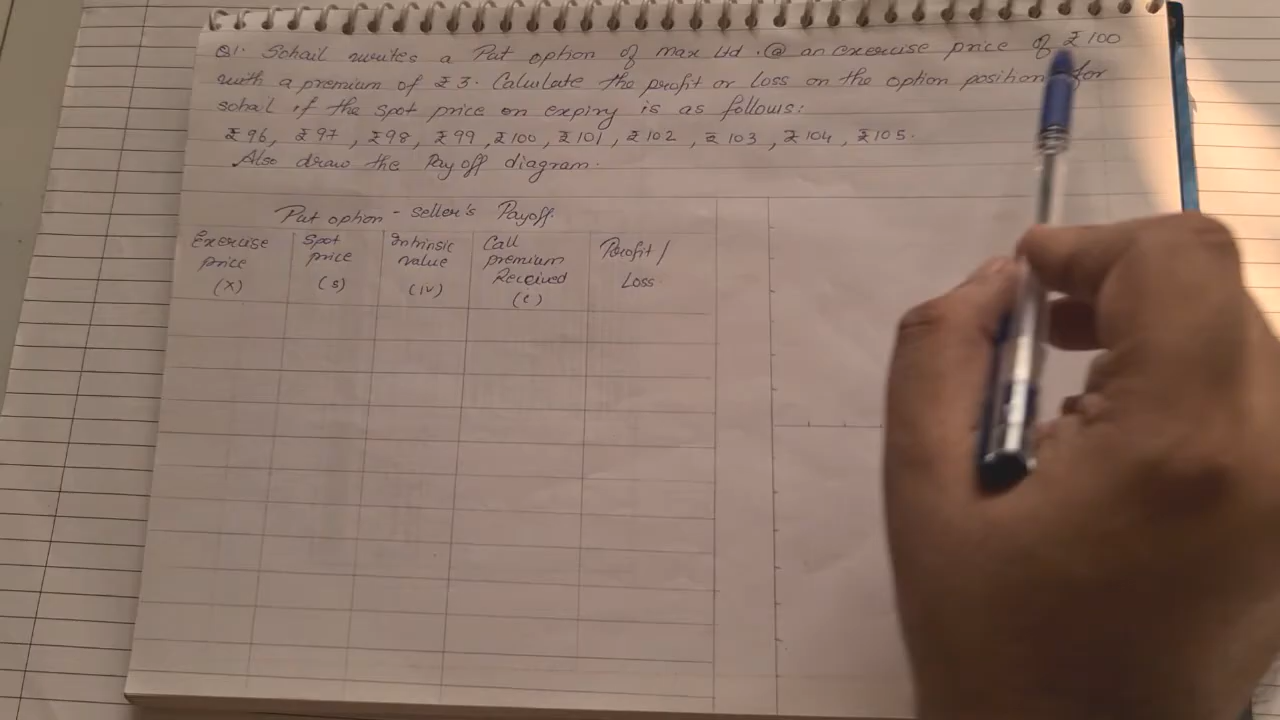 Q1. Sohail writes a Put option of Max Ltd. @ an exercise price of ₹100
with a premium of ₹3. Calculate the profit or Loss on the option position for
sohail if the spot price on expiry is as follows:
₹96, ₹97, ₹98, ₹99, ₹100, ₹101, ₹102, ₹103, ₹104, ₹105.
Also draw the Payoff diagram.
Put option - seller's Payoff.
Exercise price (X)
Spot price (S)
Intrinsic value (IV)
Call premium Received (C)
Profit / Loss.